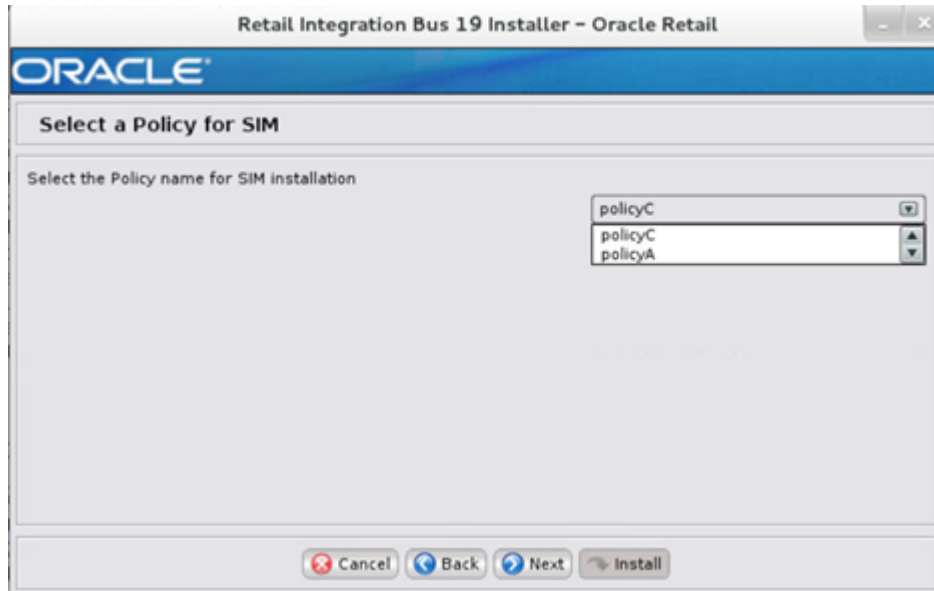 Retail Integration Bus 19 Installer – Oracle Retail
ORACLE
Select a Policy for SIM
Select the Policy name for SIM installation
policyC
policyC
policyA
Cancel Back Next Install